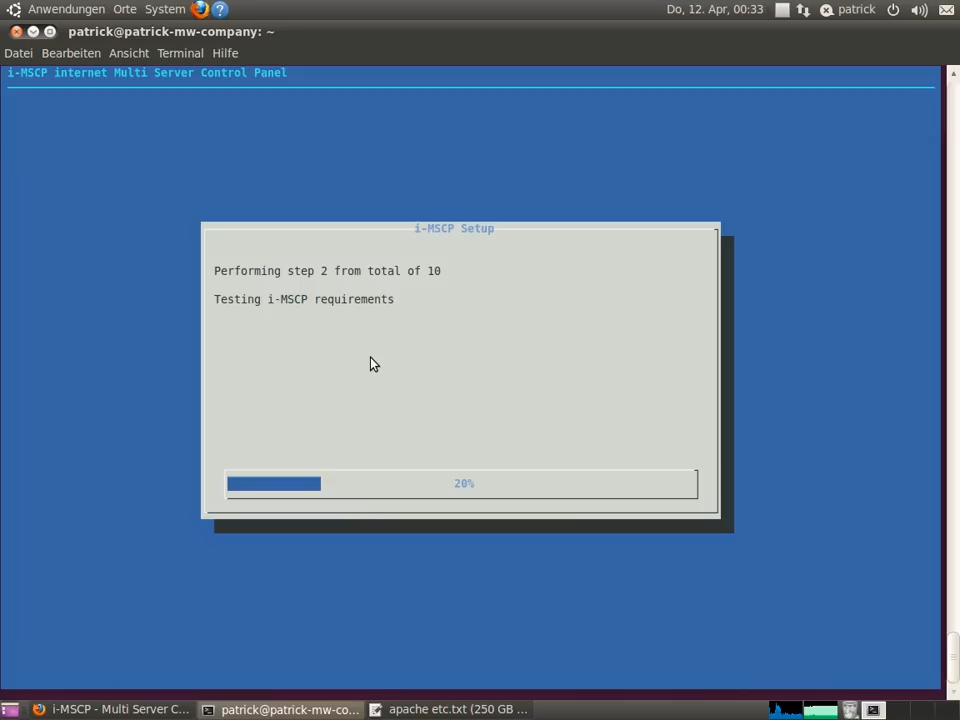 Anwendungen Orte System Do, 12. Apr, 00:33 patrick
patrick@patrick-mw-company: ~
Datei Bearbeiten Ansicht Terminal Hilfe
i-MSCP internet Multi Server Control Panel
i-MSCP Setup
Performing step 2 from total of 10
Testing i-MSCP requirements
20%
i-MSCP - Multi Server C... patrick@patrick-mw-co... apache etc.txt (250 GB ...